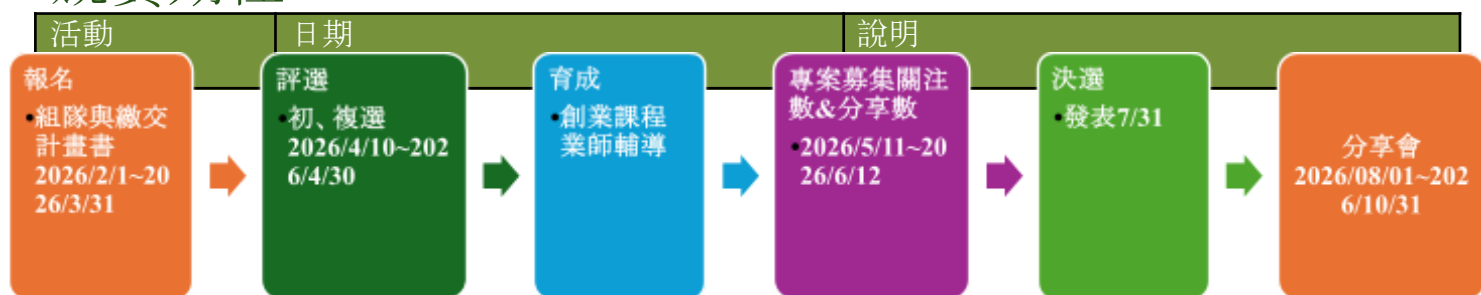 競賽期程
活動 日期 說明
報名
•組隊與繳交
計畫書
2026/2/1~20
26/3/31
評選
•初、複選
2026/4/10~202
6/4/30
育成
•創業課程
業師輔導
專案募集關注
數&分享數
•2026/5/11~20
26/6/12
決選
•發表7/31
分享會
2026/08/01~202
6/10/31